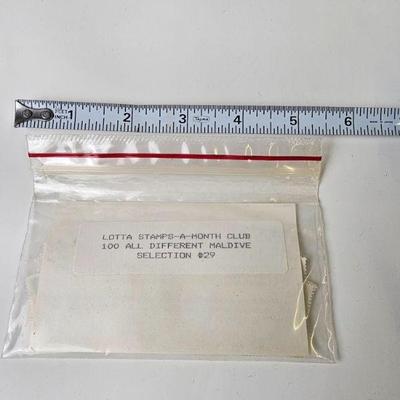 1 2 3 4 5 6
LOTTA STAMPS-A-MONTH CLUB
100 ALL DIFFERENT MALDIVE
SELECTION #29